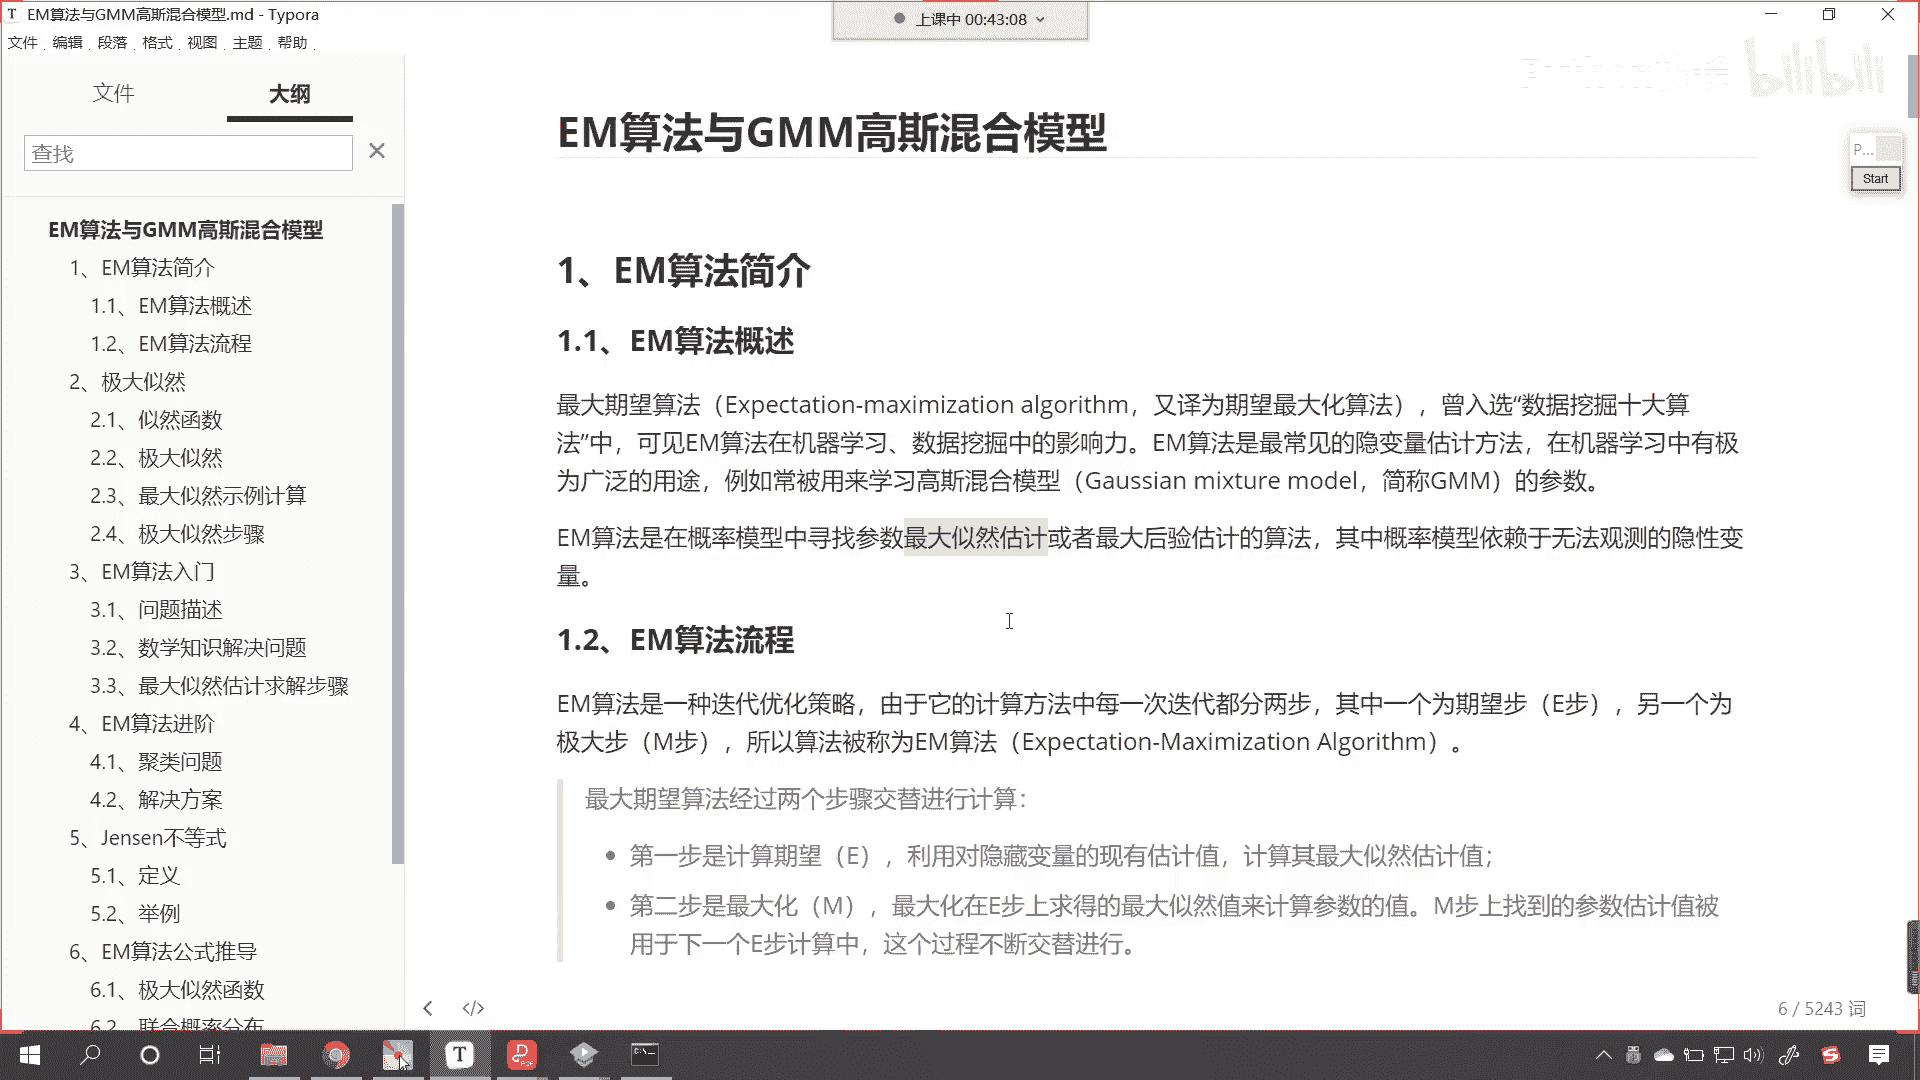 EM算法与GMM高斯混合模型.md - Typora
上课中 00:43:08
文件 编辑 段落 格式 视图 主题 帮助
文件 大纲
查找
EM算法与GMM高斯混合模型
1、EM算法简介
1.1、EM算法概述
1.2、EM算法流程
2、极大似然
2.1、似然函数
2.2、极大似然
2.3、最大似然示例计算
2.4、极大似然步骤
3、EM算法入门
3.1、问题描述
3.2、数学知识解决问题
3.3、最大似然估计求解步骤
4、EM算法进阶
4.1、聚类问题
4.2、解决方案
5、Jensen不等式
5.1、定义
5.2、举例
6、EM算法公式推导
6.1、极大似然函数
6.2、联合概率分布
bilibili
P...
Start
EM算法与GMM高斯混合模型
1、EM算法简介
1.1、EM算法概述
最大期望算法（Expectation-maximization algorithm，又译为期望最大化算法），曾入选“数据挖掘十大算
法”中，可见EM算法在机器学习、数据挖掘中的影响力。EM算法是最常见的隐变量估计方法，在机器学习中有极
为广泛的用途，例如常被用来学习高斯混合模型（Gaussian mixture model，简称GMM）的参数。
EM算法是在概率模型中寻找参数最大似然估计或者最大后验估计的算法，其中概率模型依赖于无法观测的隐性变
量。
1.2、EM算法流程
EM算法是一种迭代优化策略，由于它的计算方法中每一次迭代都分两步，其中一个为期望步（E步），另一个为
极大步（M步），所以算法被称为EM算法（Expectation-Maximization Algorithm）。
最大期望算法经过两个步骤交替进行计算：
第一步是计算期望（E），利用对隐藏变量的现有估计值，计算其最大似然估计值；
第二步是最大化（M），最大化在E步上求得的最大似然值来计算参数的值。M步上找到的参数估计值被
用于下一个E步计算中，这个过程不断交替进行。
6 / 5243 词